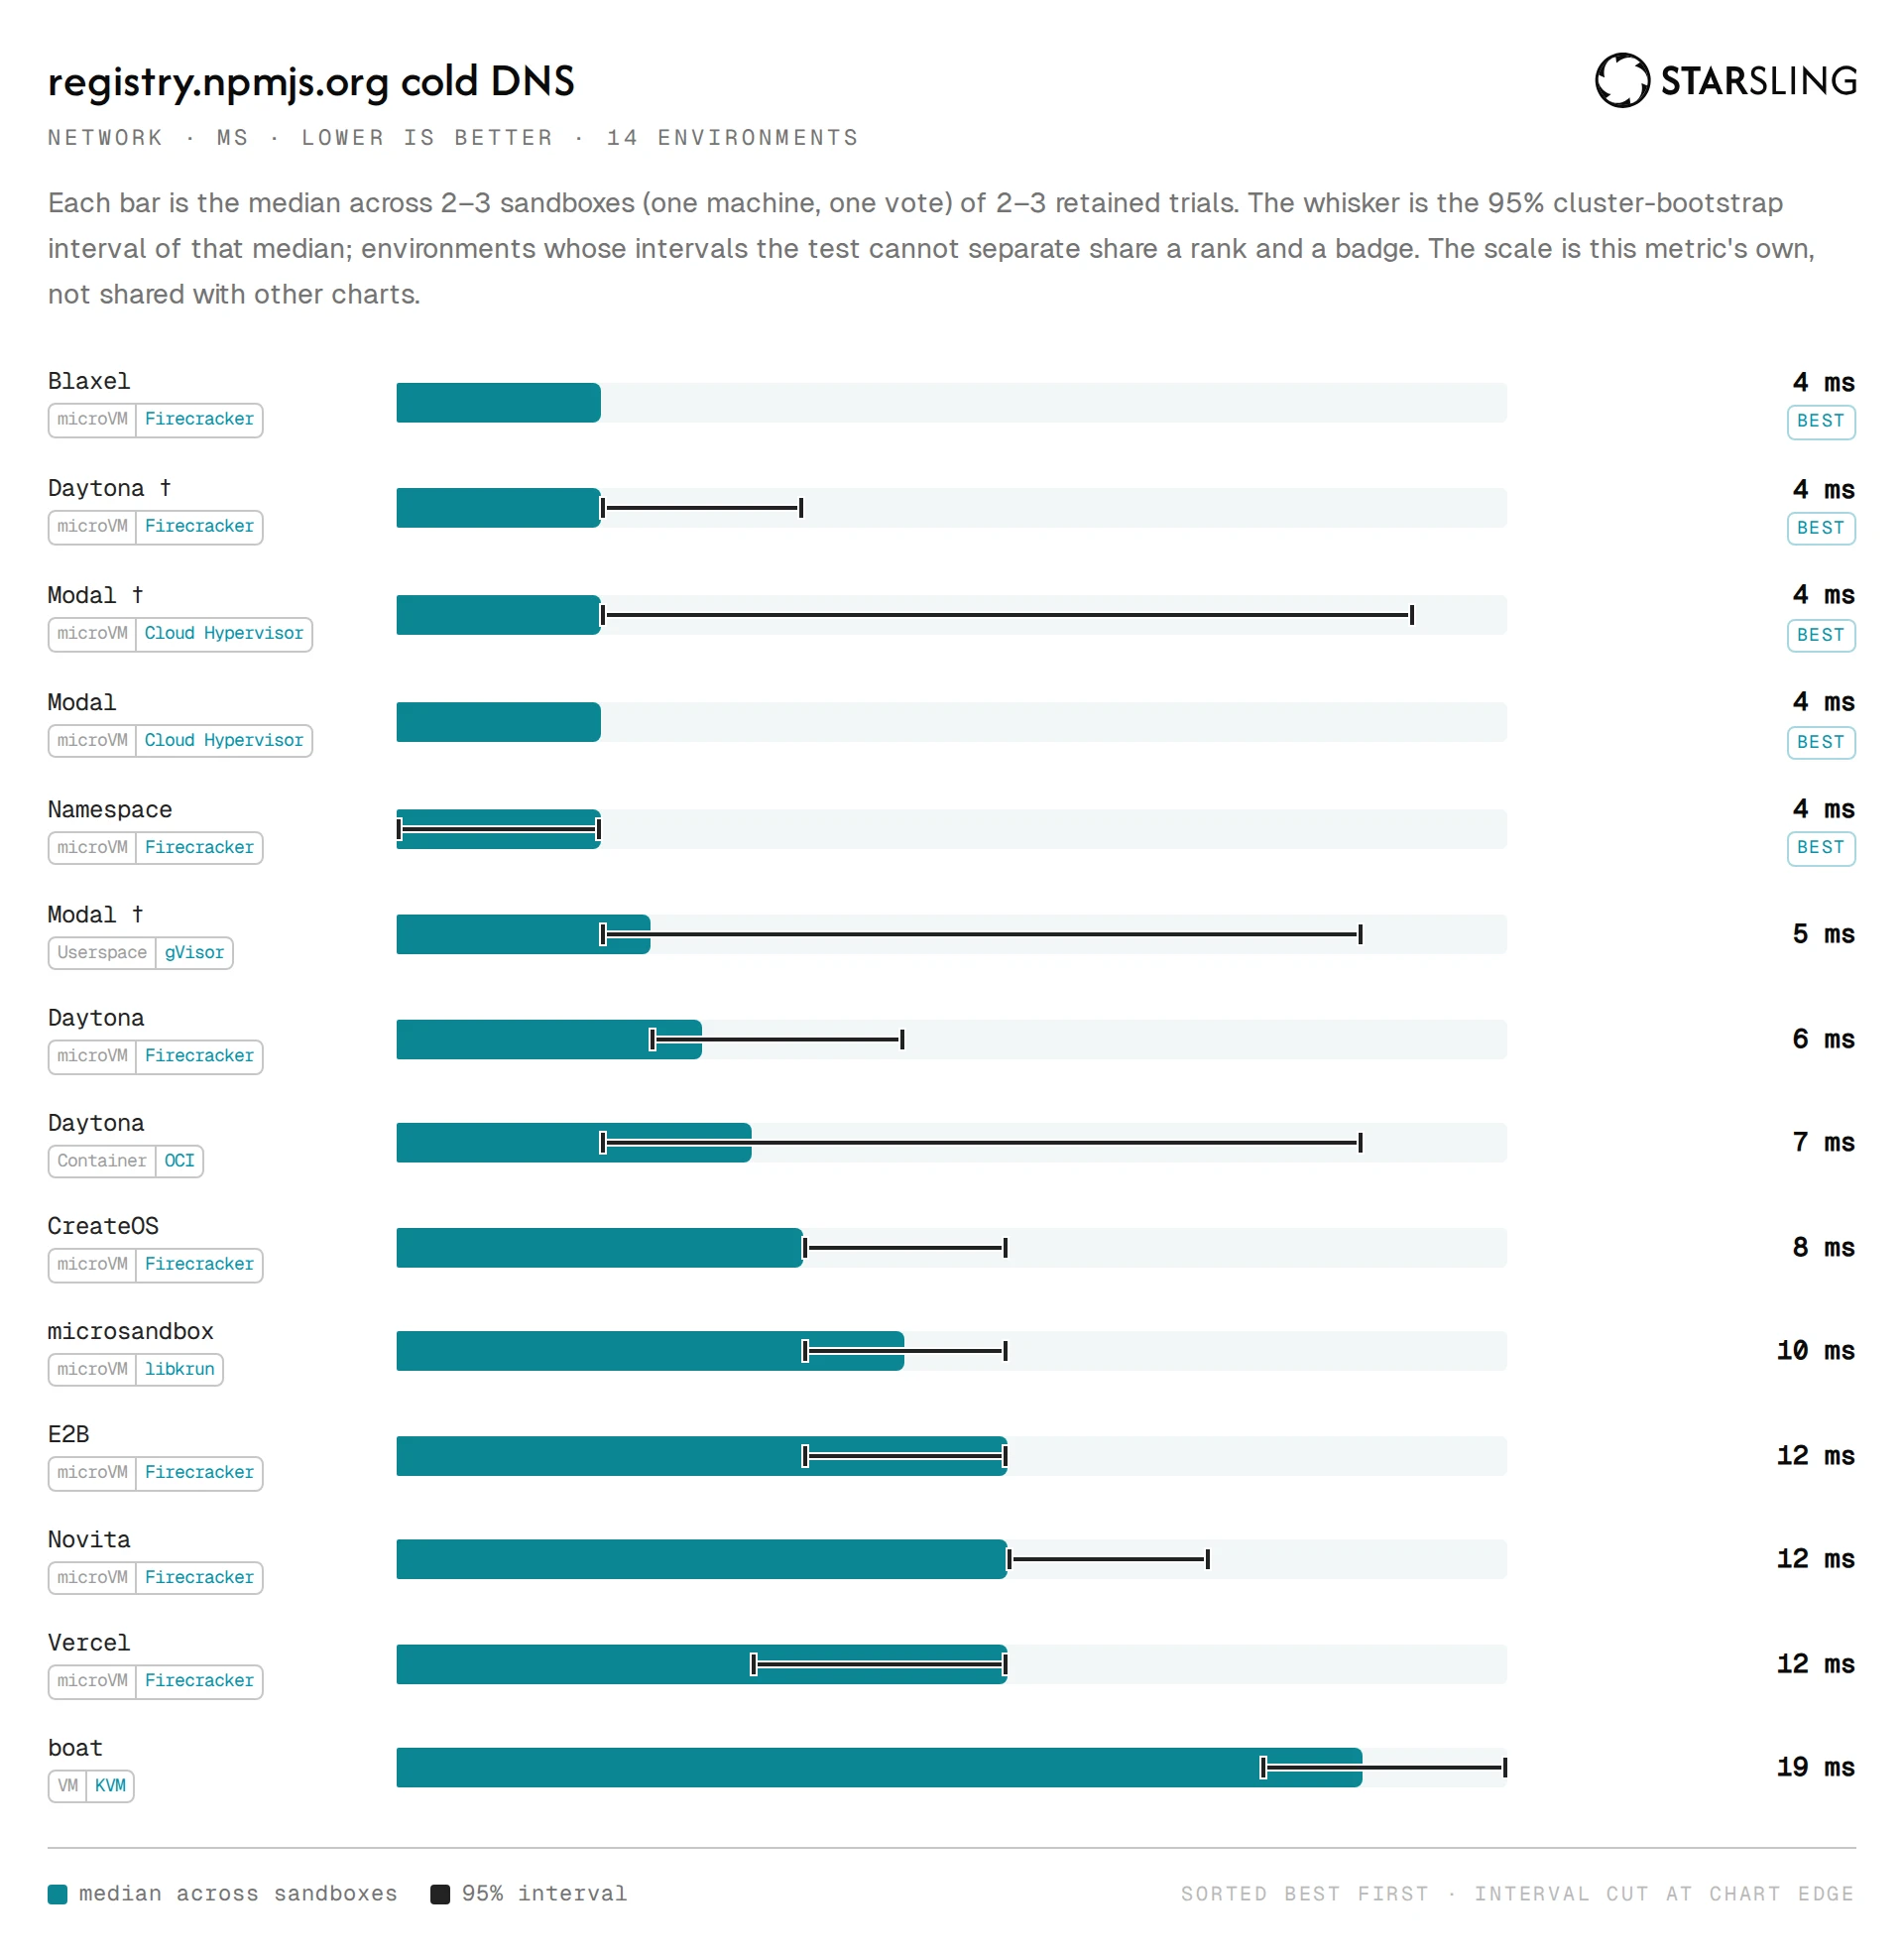 registry.npmjs.org cold DNS
STARSLING
NETWORK · MS · LOWER IS BETTER · 14 ENVIRONMENTS
Each bar is the median across 2–3 sandboxes (one machine, one vote) of 2–3 retained trials. The whisker is the 95% cluster-bootstrap
interval of that median; environments whose intervals the test cannot separate share a rank and a badge. The scale is this metric's own,
not shared with other charts.
Blaxel
microVM Firecracker
4 ms
BEST
Daytona †
microVM Firecracker
4 ms
BEST
Modal †
microVM Cloud Hypervisor
4 ms
BEST
Modal
microVM Cloud Hypervisor
4 ms
BEST
Namespace
microVM Firecracker
4 ms
BEST
Modal †
Userspace gVisor
5 ms
Daytona
microVM Firecracker
6 ms
Daytona
Container OCI
7 ms
CreateOS
microVM Firecracker
8 ms
microsandbox
microVM libkrun
10 ms
E2B
microVM Firecracker
12 ms
Novita
microVM Firecracker
12 ms
Vercel
microVM Firecracker
12 ms
boat
VM KVM
19 ms
median across sandboxes
95% interval
SORTED BEST FIRST · INTERVAL CUT AT CHART EDGE